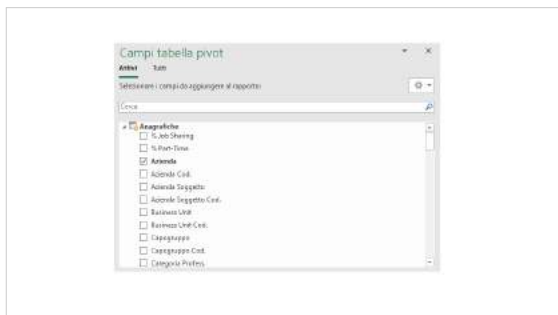 Campi tabella pivot
Attivi Tutti
Selezionare i campi da aggiungere al rapporto:
Cerca
Anagrafiche
% Job Sharing
% Part-Time
Azienda
Azienda Cod.
Azienda Soggetto
Azienda Soggetto Cod.
Business Unit
Business Unit Cod.
Capogruppo
Capogruppo Cod.
Categoria Profess.